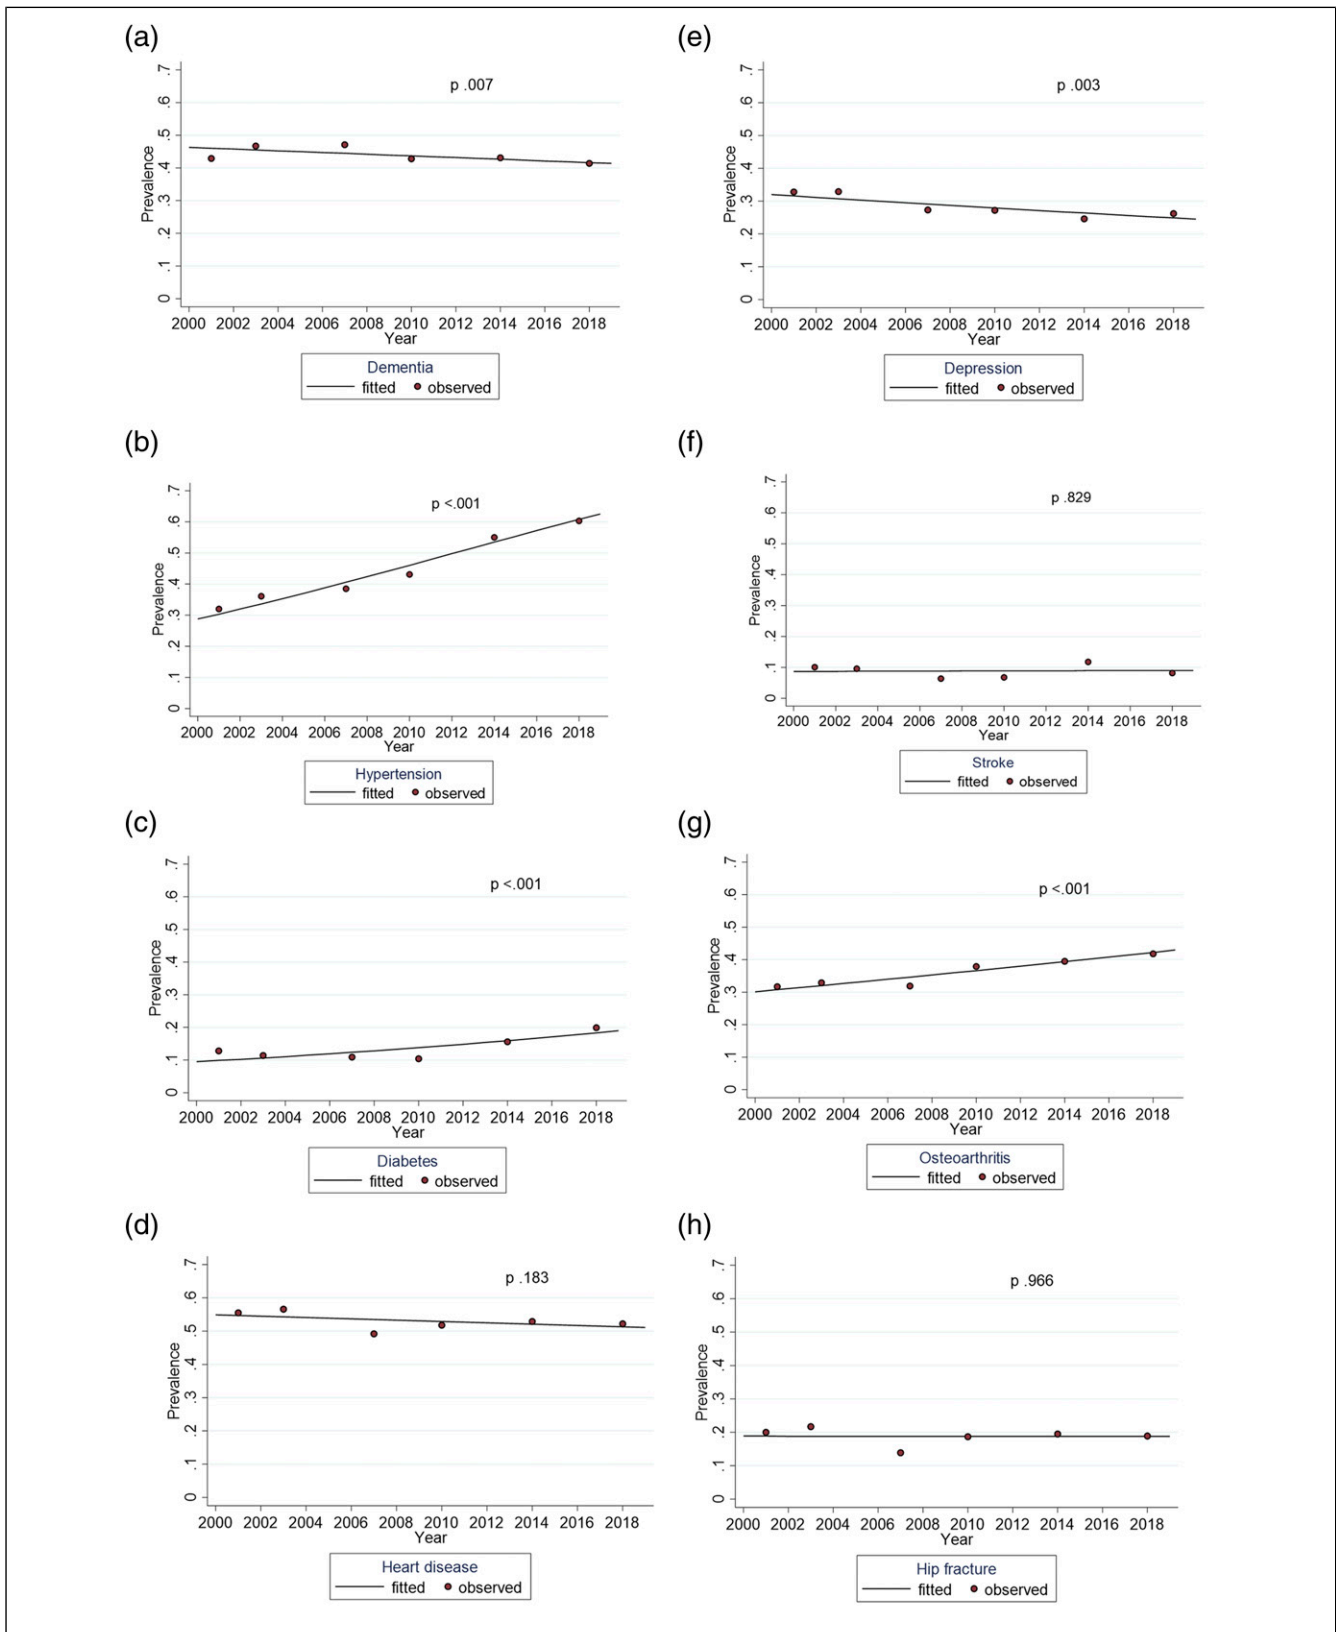 (a)
p .007
Prevalence
0 .1 .2 .3 .4 .5 .6 .7
2000 2002 2004 2006 2008 2010 2012 2014 2016 2018
Year
Dementia
fitted observed
(e)
p .003
Prevalence
0 .1 .2 .3 .4 .5 .6 .7
2000 2002 2004 2006 2008 2010 2012 2014 2016 2018
Year
Depression
fitted observed
(b)
p <.001
Prevalence
0 .1 .2 .3 .4 .5 .6 .7
2000 2002 2004 2006 2008 2010 2012 2014 2016 2018
Year
Hypertension
fitted observed
(f)
p .829
Prevalence
0 .1 .2 .3 .4 .5 .6 .7
2000 2002 2004 2006 2008 2010 2012 2014 2016 2018
Year
Stroke
fitted observed
(c)
p <.001
Prevalence
0 .1 .2 .3 .4 .5 .6 .7
2000 2002 2004 2006 2008 2010 2012 2014 2016 2018
Year
Diabetes
fitted observed
(g)
p <.001
Prevalence
0 .1 .2 .3 .4 .5 .6 .7
2000 2002 2004 2006 2008 2010 2012 2014 2016 2018
Year
Osteoarthritis
fitted observed
(d)
p .183
Prevalence
0 .1 .2 .3 .4 .5 .6 .7
2000 2002 2004 2006 2008 2010 2012 2014 2016 2018
Year
Heart disease
fitted observed
(h)
p .966
Prevalence
0 .1 .2 .3 .4 .5 .6 .7
2000 2002 2004 2006 2008 2010 2012 2014 2016 2018
Year
Hip fracture
fitted observed